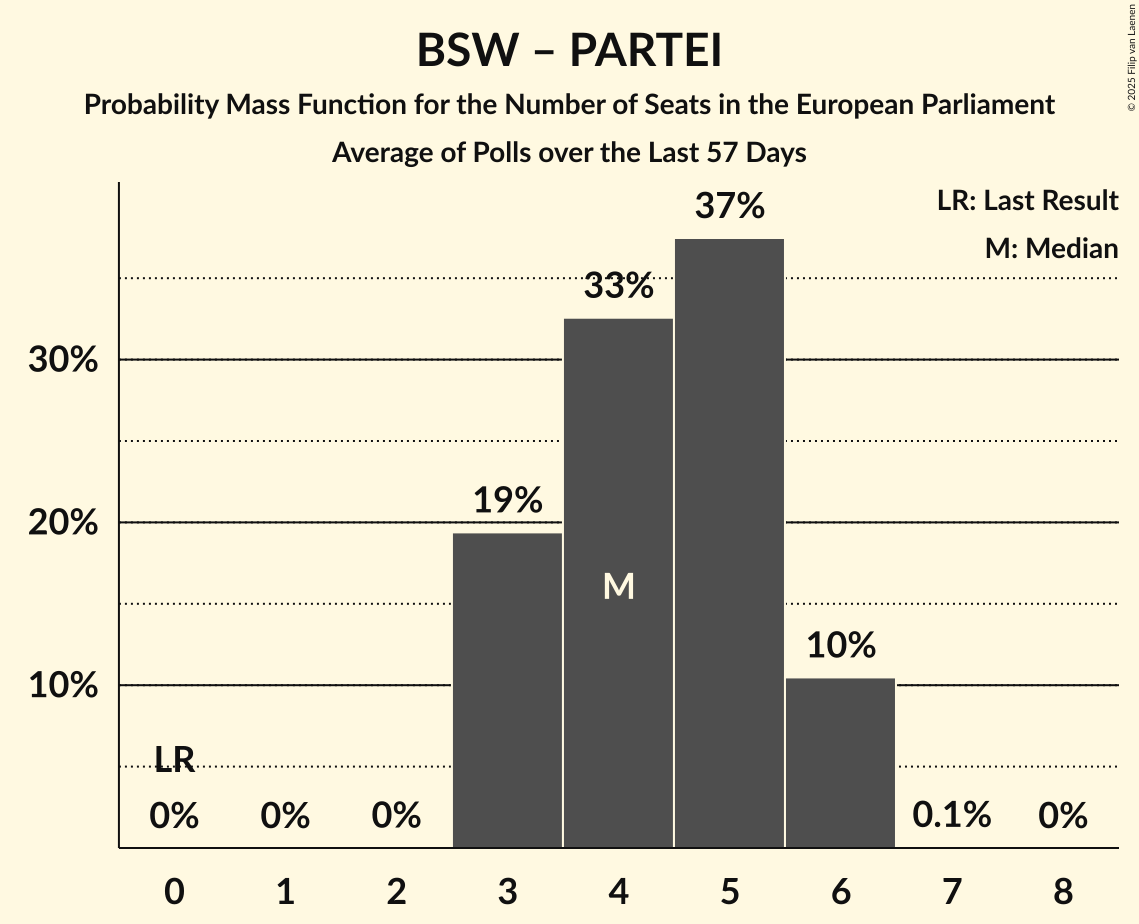 BSW – PARTEI
Probability Mass Function for the Number of Seats in the European Parliament
Average of Polls over the Last 57 Days
© 2025 Filip van Laenen
LR: Last Result
M: Median
37%
33%
30%
19%
20%
M
10%
10%
LR
0%
0%
0%
0.1%
0%
0
1
2
3
4
5
6
7
8